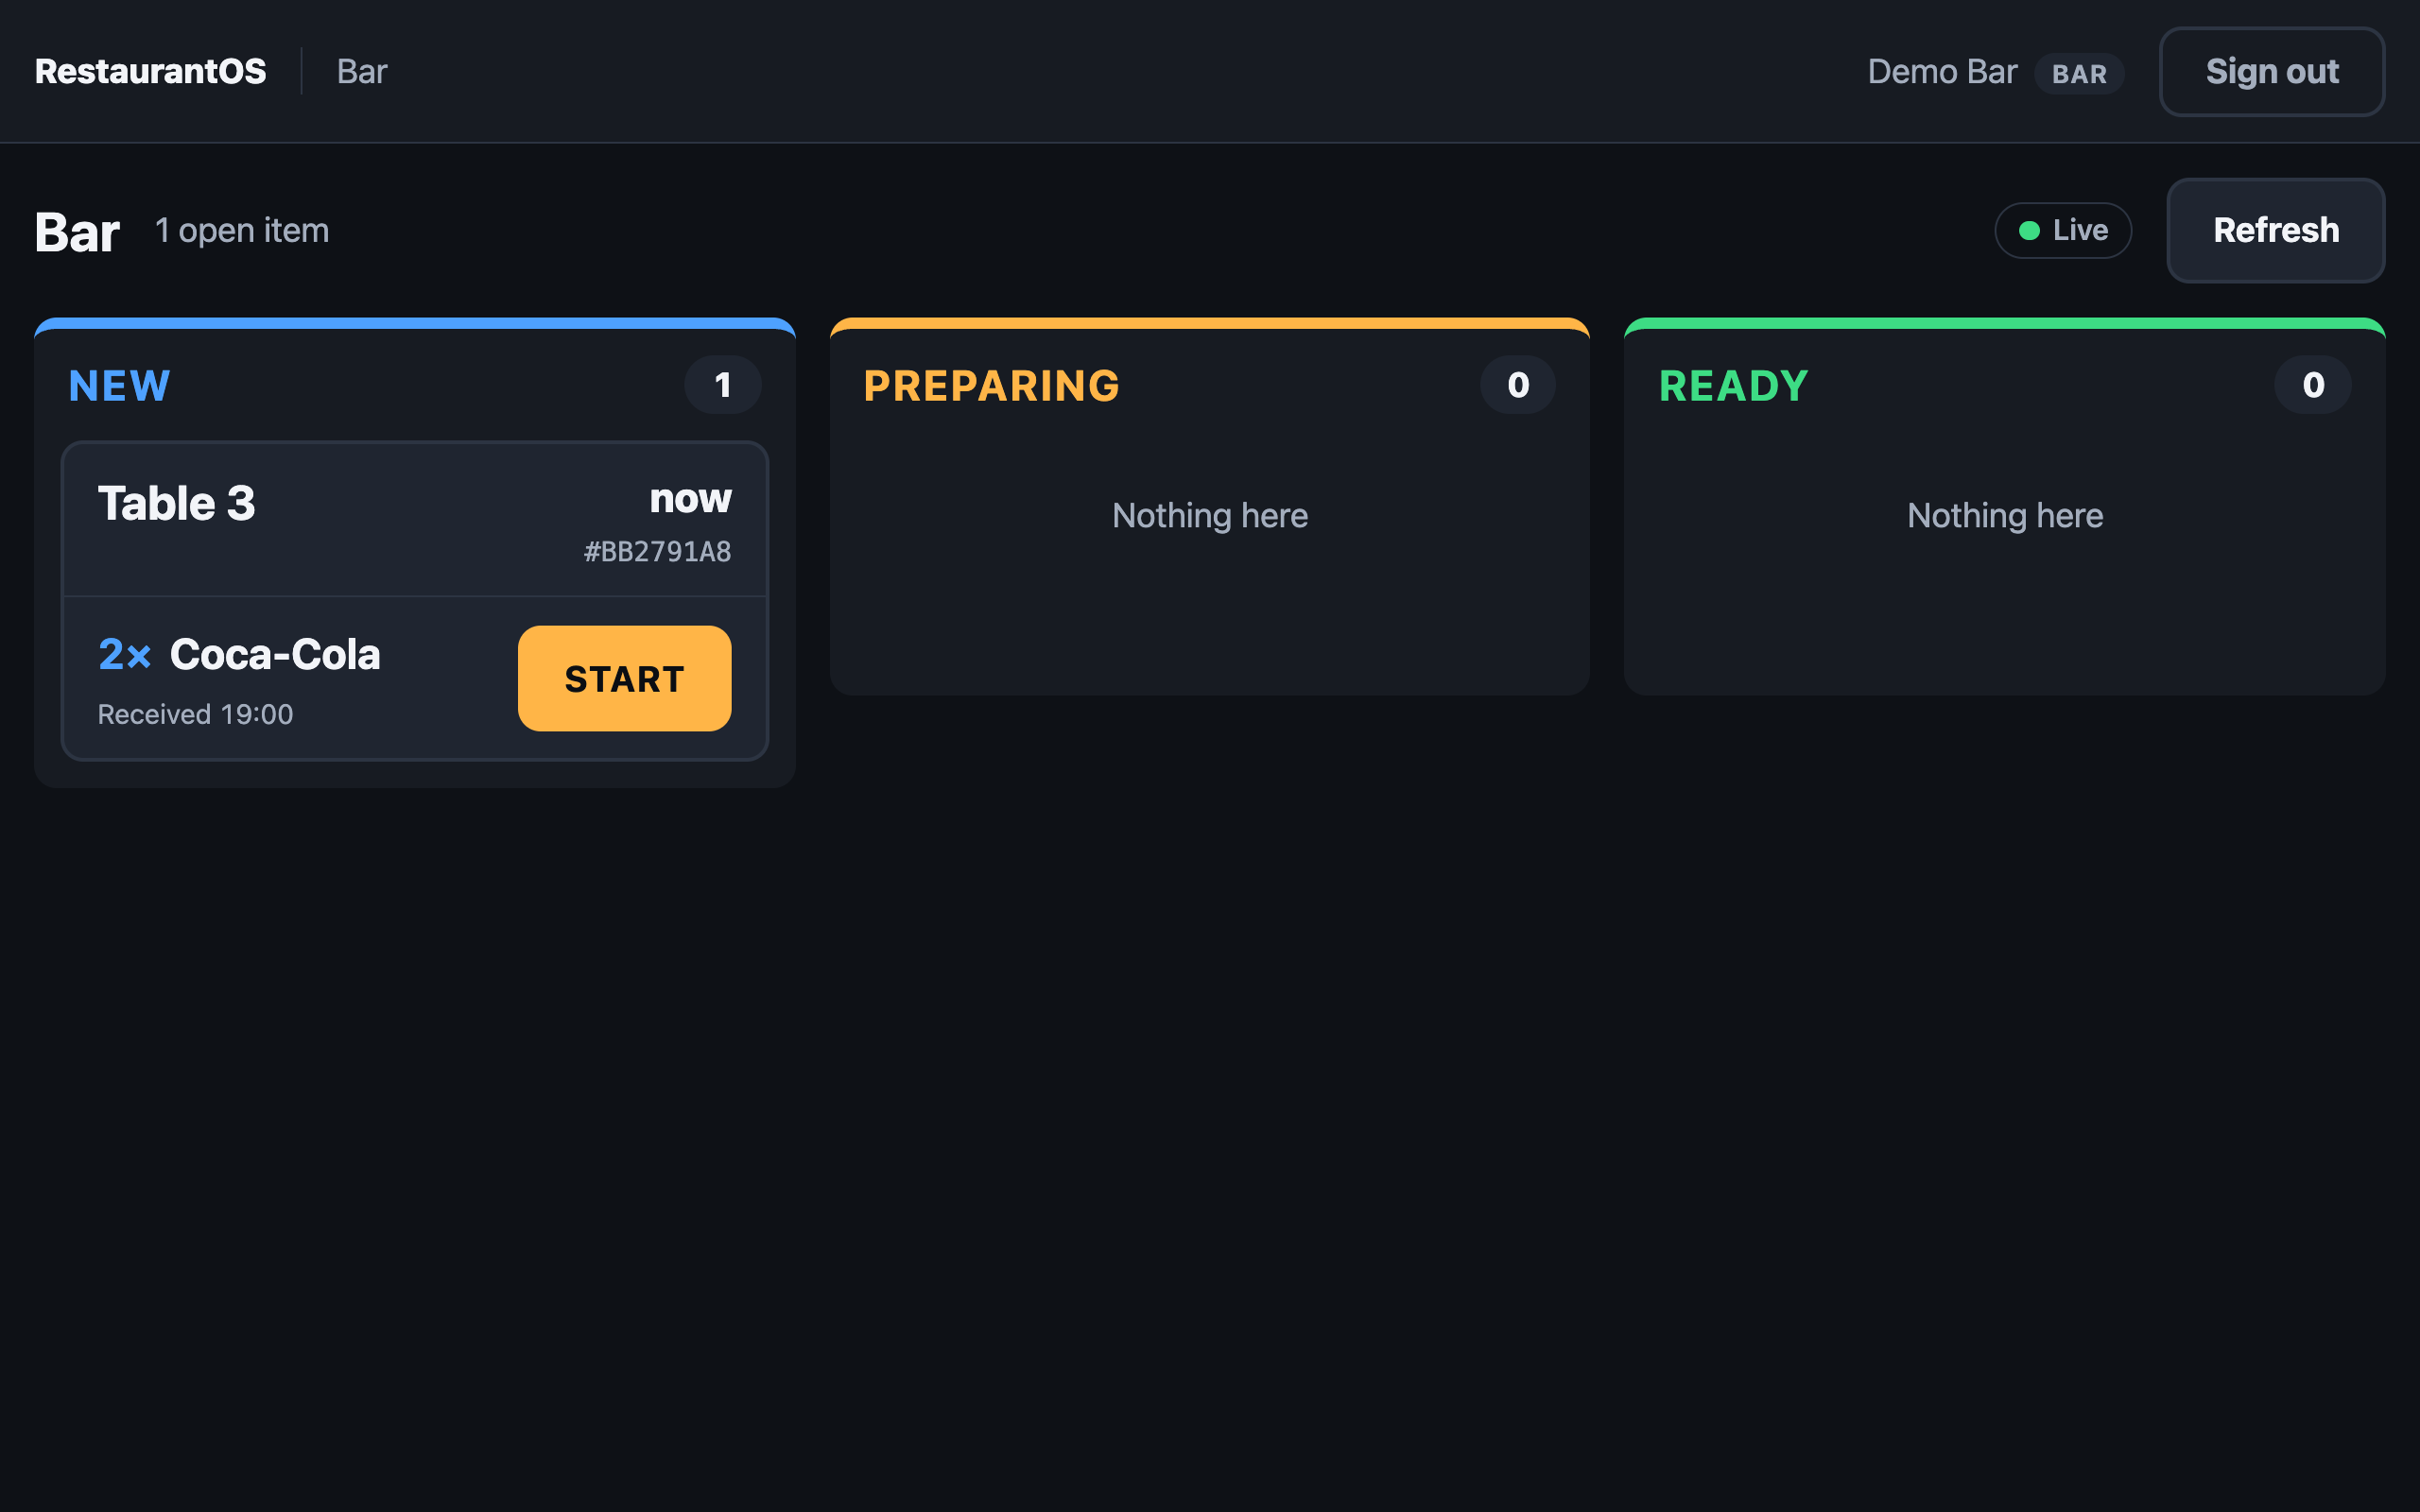 RestaurantOS
Bar
Demo Bar
BAR
Sign out
Bar
1 open item
Live
Refresh
NEW
1
Table 3
now
#BB2791A8
2× Coca-Cola
Received 19:00
START
PREPARING
0
Nothing here
READY
0
Nothing here